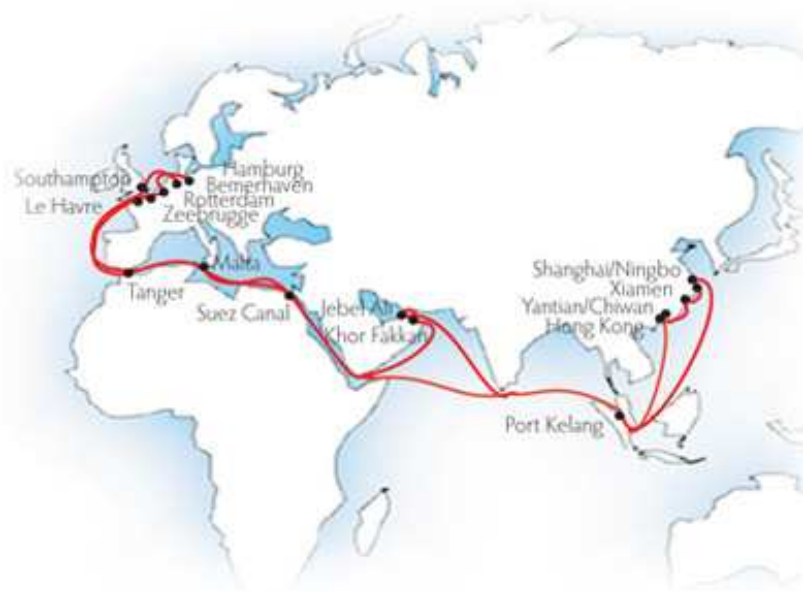 Southampton
Le Havre
Hamburg
Bemerhaven
Rotterdam
Zeebrugge
Malta
Tanger
Suez Canal
Jebel Ali
Khor Fakkan
Shanghai/Ningbo
Xiamen
Yantian/Chiwan
Hong Kong
Port Kelang